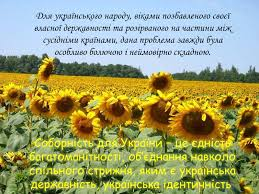 Для українського народу, віками позбавленого своєї
власної державності та розірваного на частини між
сусідніми країнами, дана проблема завжди була
особливо болючою і неймовірно складною.
Соборність для України – це єдність
багатоманітності, об'єднання навколо
спільного стрижня, яким є українська
державність, українська ідентичність